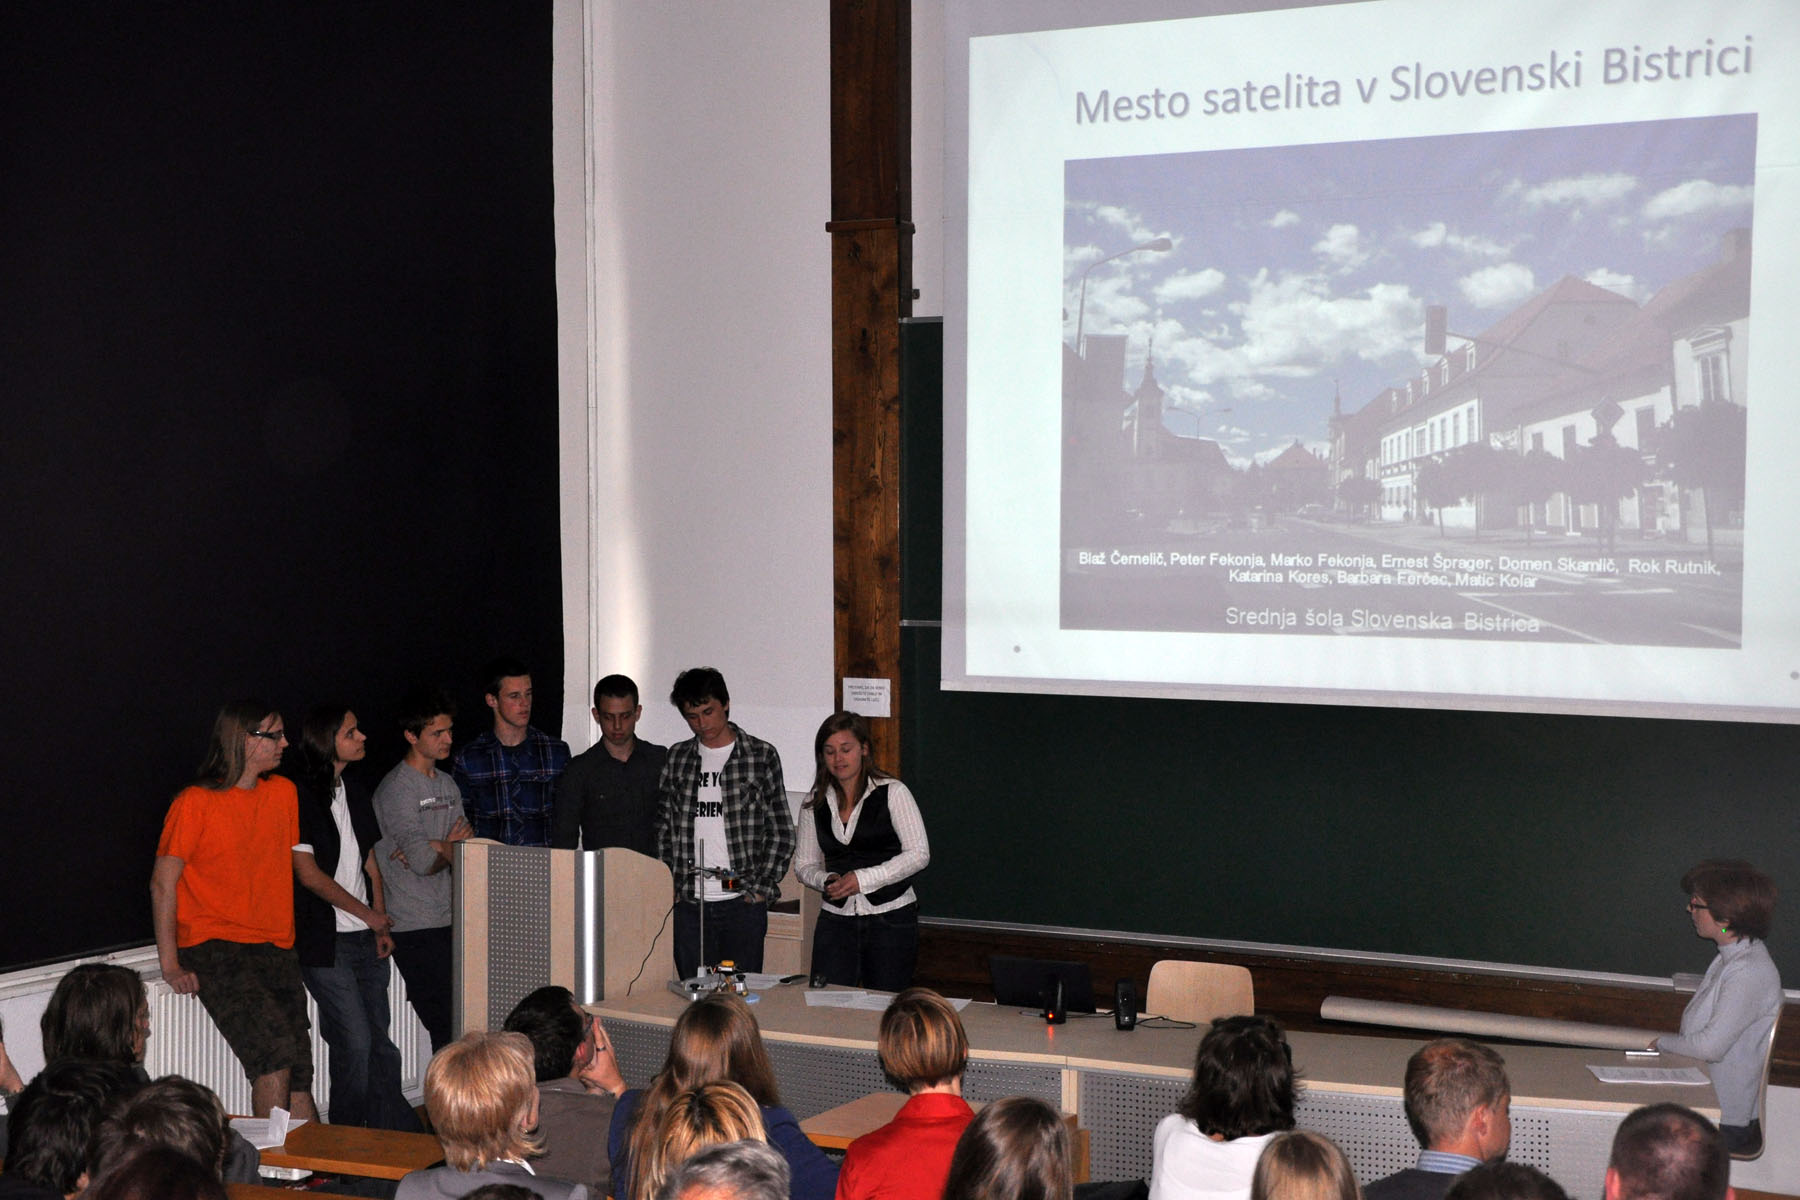 Mesto satelita v Slovenski Bistrici
Blaž Černelič, Peter Fekonja, Marko Fekonja, Ernest Šprager, Domen Skamlič, Rok Rutnik,
Katarina Kores, Barbara Ferčec, Matic Kolar
Srednja šola Slovenska Bistrica